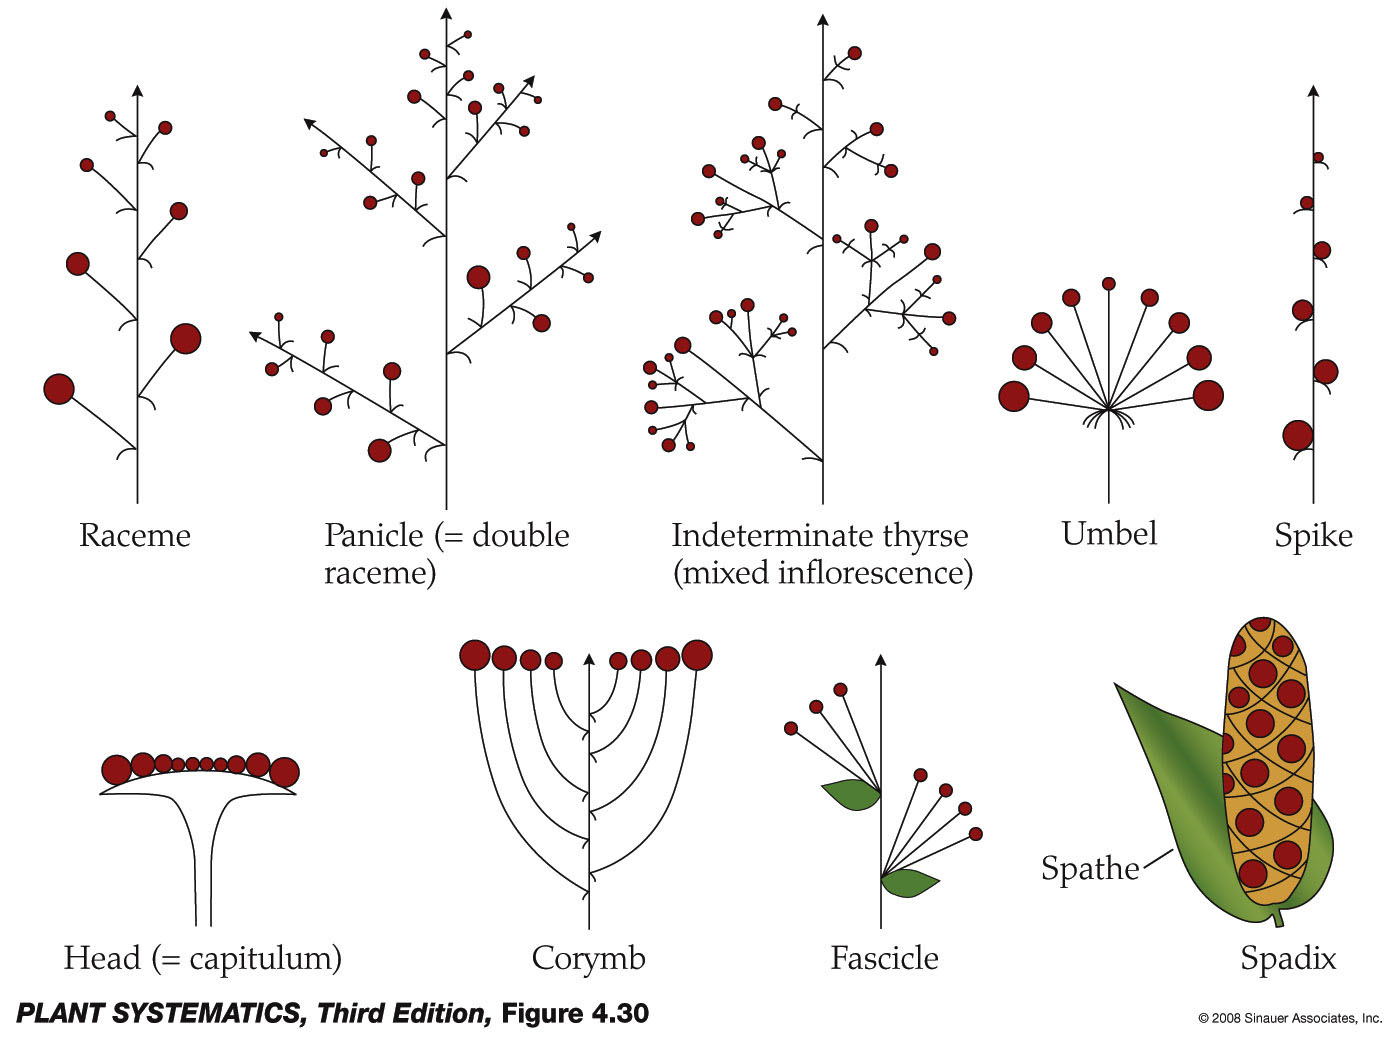 Raceme
Panicle (= double
raceme)
Indeterminate thyrse
(mixed inflorescence)
Umbel
Spike
Spathe
Head (= capitulum)
Corymb
Fascicle
Spadix
PLANT SYSTEMATICS, Third Edition, Figure 4.30
© 2008 Sinauer Associates, Inc.